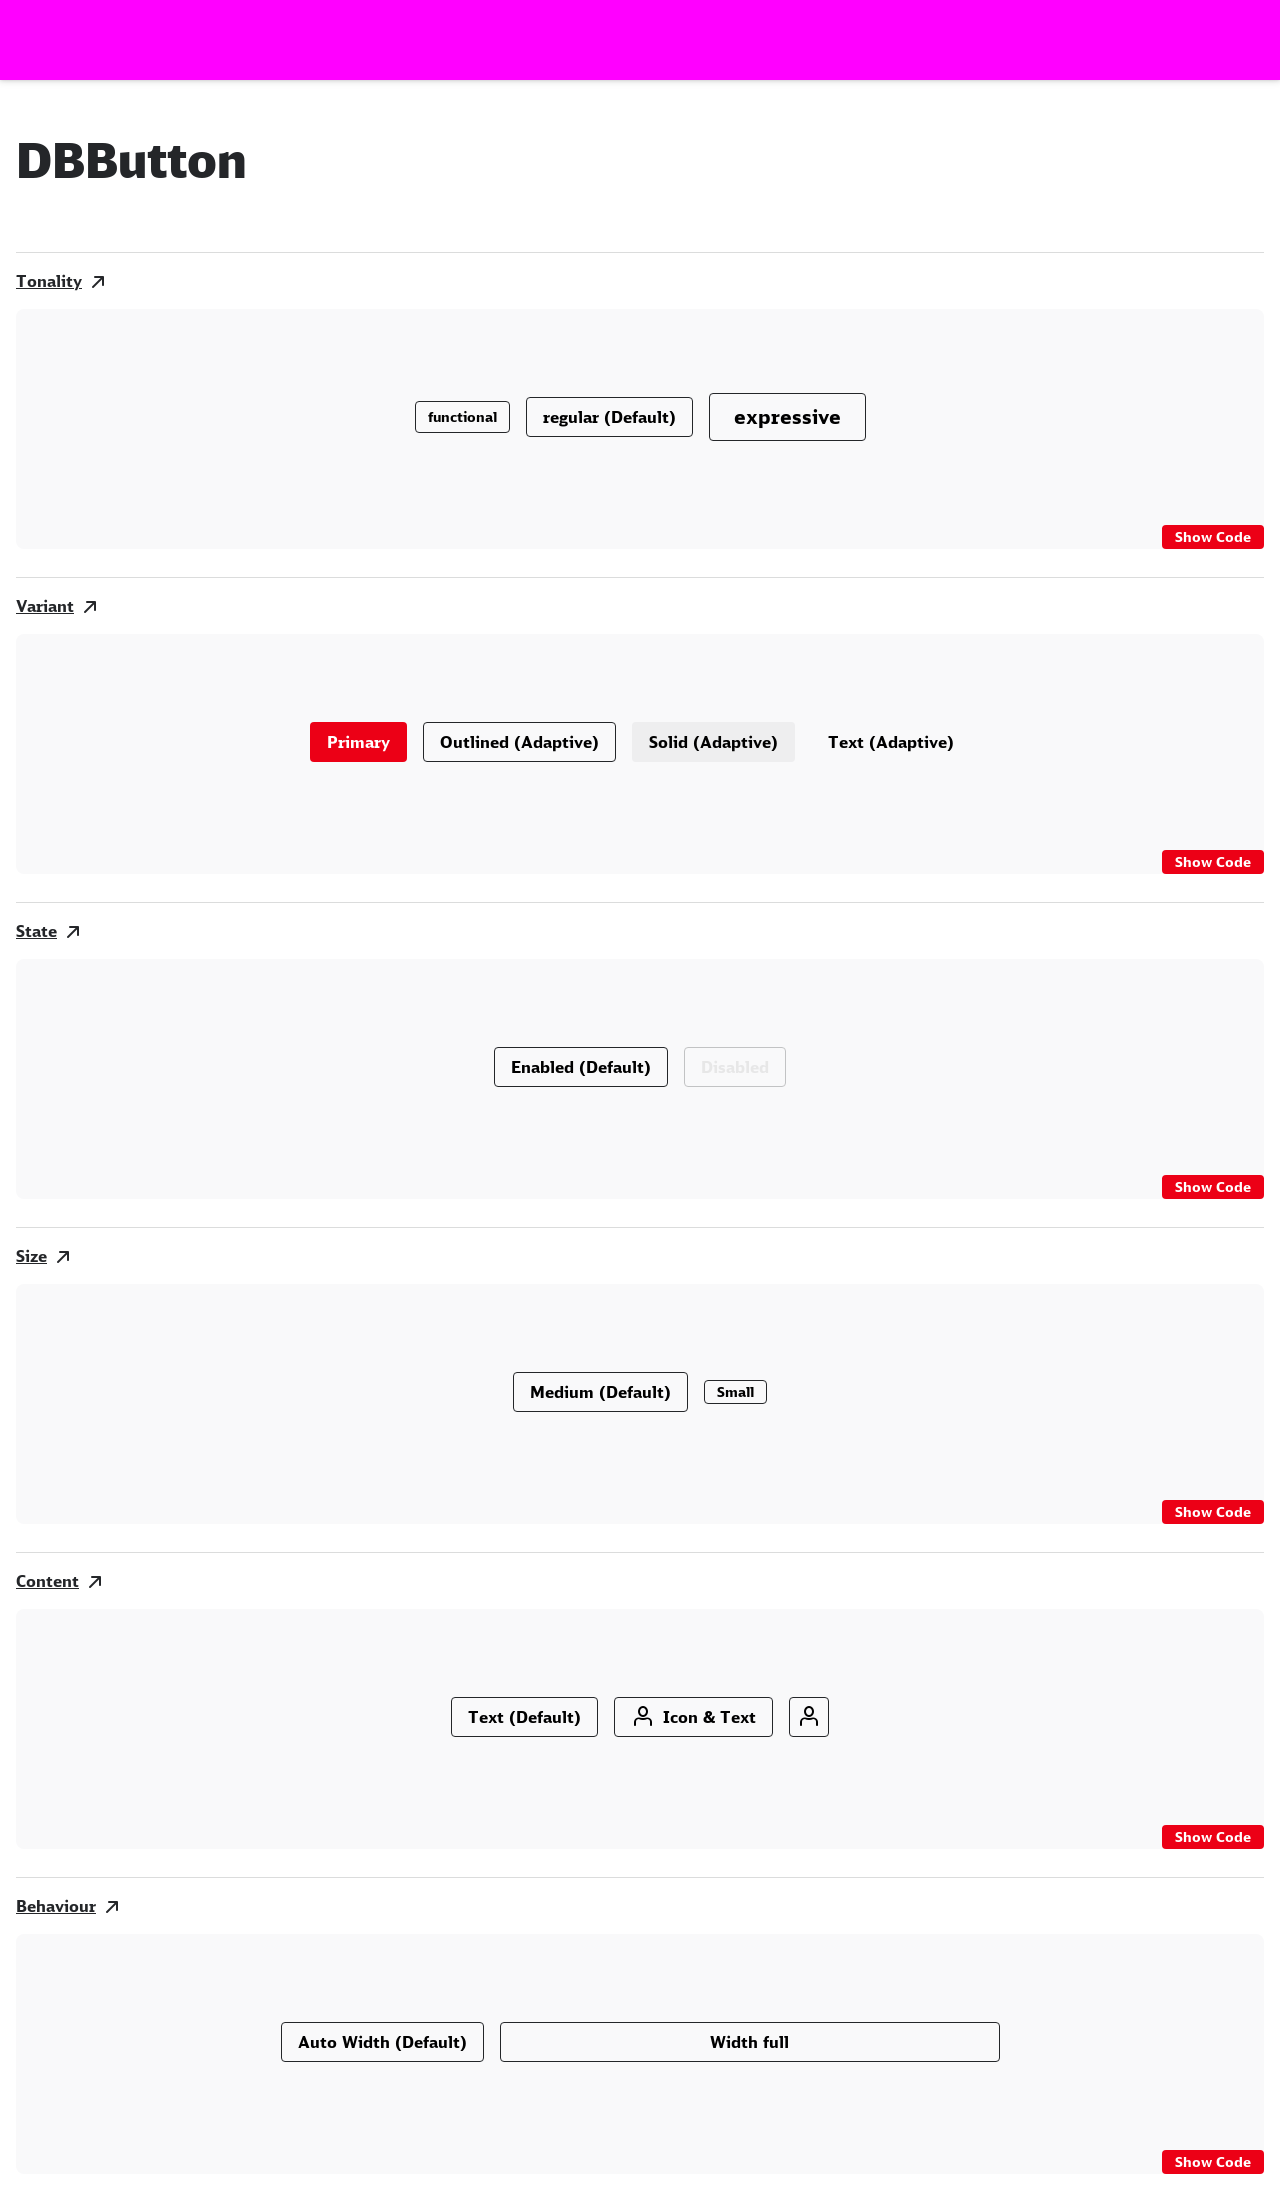 DBButton
Tonality
functional
regular (Default)
expressive
Show Code
Variant
Primary
Outlined (Adaptive)
Solid (Adaptive)
Text (Adaptive)
Show Code
State
Enabled (Default)
Disabled
Show Code
Size
Medium (Default)
Small
Show Code
Content
Text (Default)
Icon & Text
Show Code
Behaviour
Auto Width (Default)
Width full
Show Code